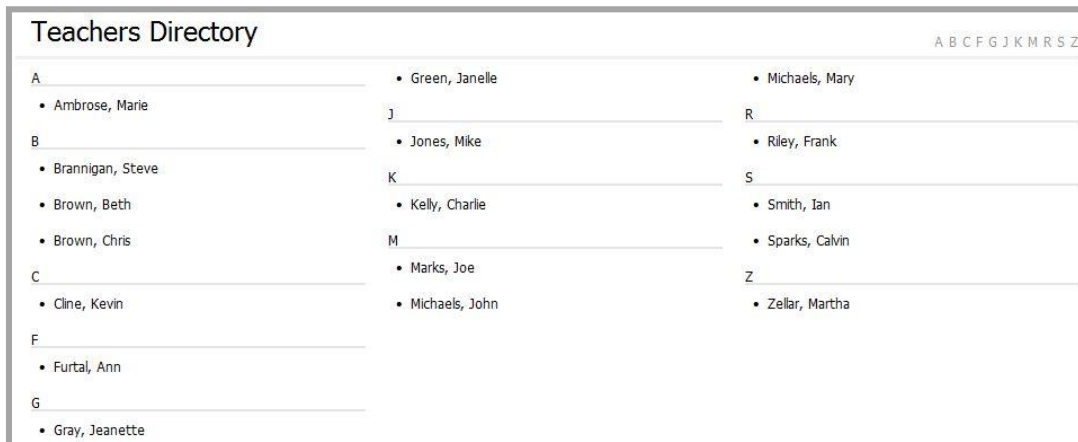 Teachers Directory
A B C F G J K M R S Z
A
• Ambrose, Marie
B
• Brannigan, Steve
• Brown, Beth
• Brown, Chris
C
• Cline, Kevin
F
• Furtal, Ann
G
• Gray, Jeanette
• Green, Janelle
J
• Jones, Mike
K
• Kelly, Charlie
M
• Marks, Joe
• Michaels, John
• Michaels, Mary
R
• Riley, Frank
S
• Smith, Ian
• Sparks, Calvin
Z
• Zellar, Martha